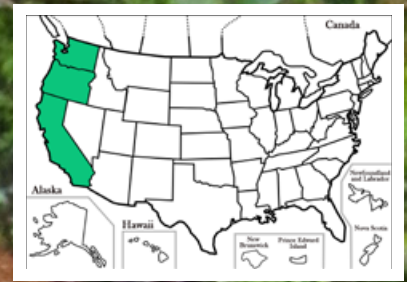 Canada
Newfoundland
and Labrador
Alaska
Hawaii
New
Brunswick
Prince Edward
Island
Nova Scotia